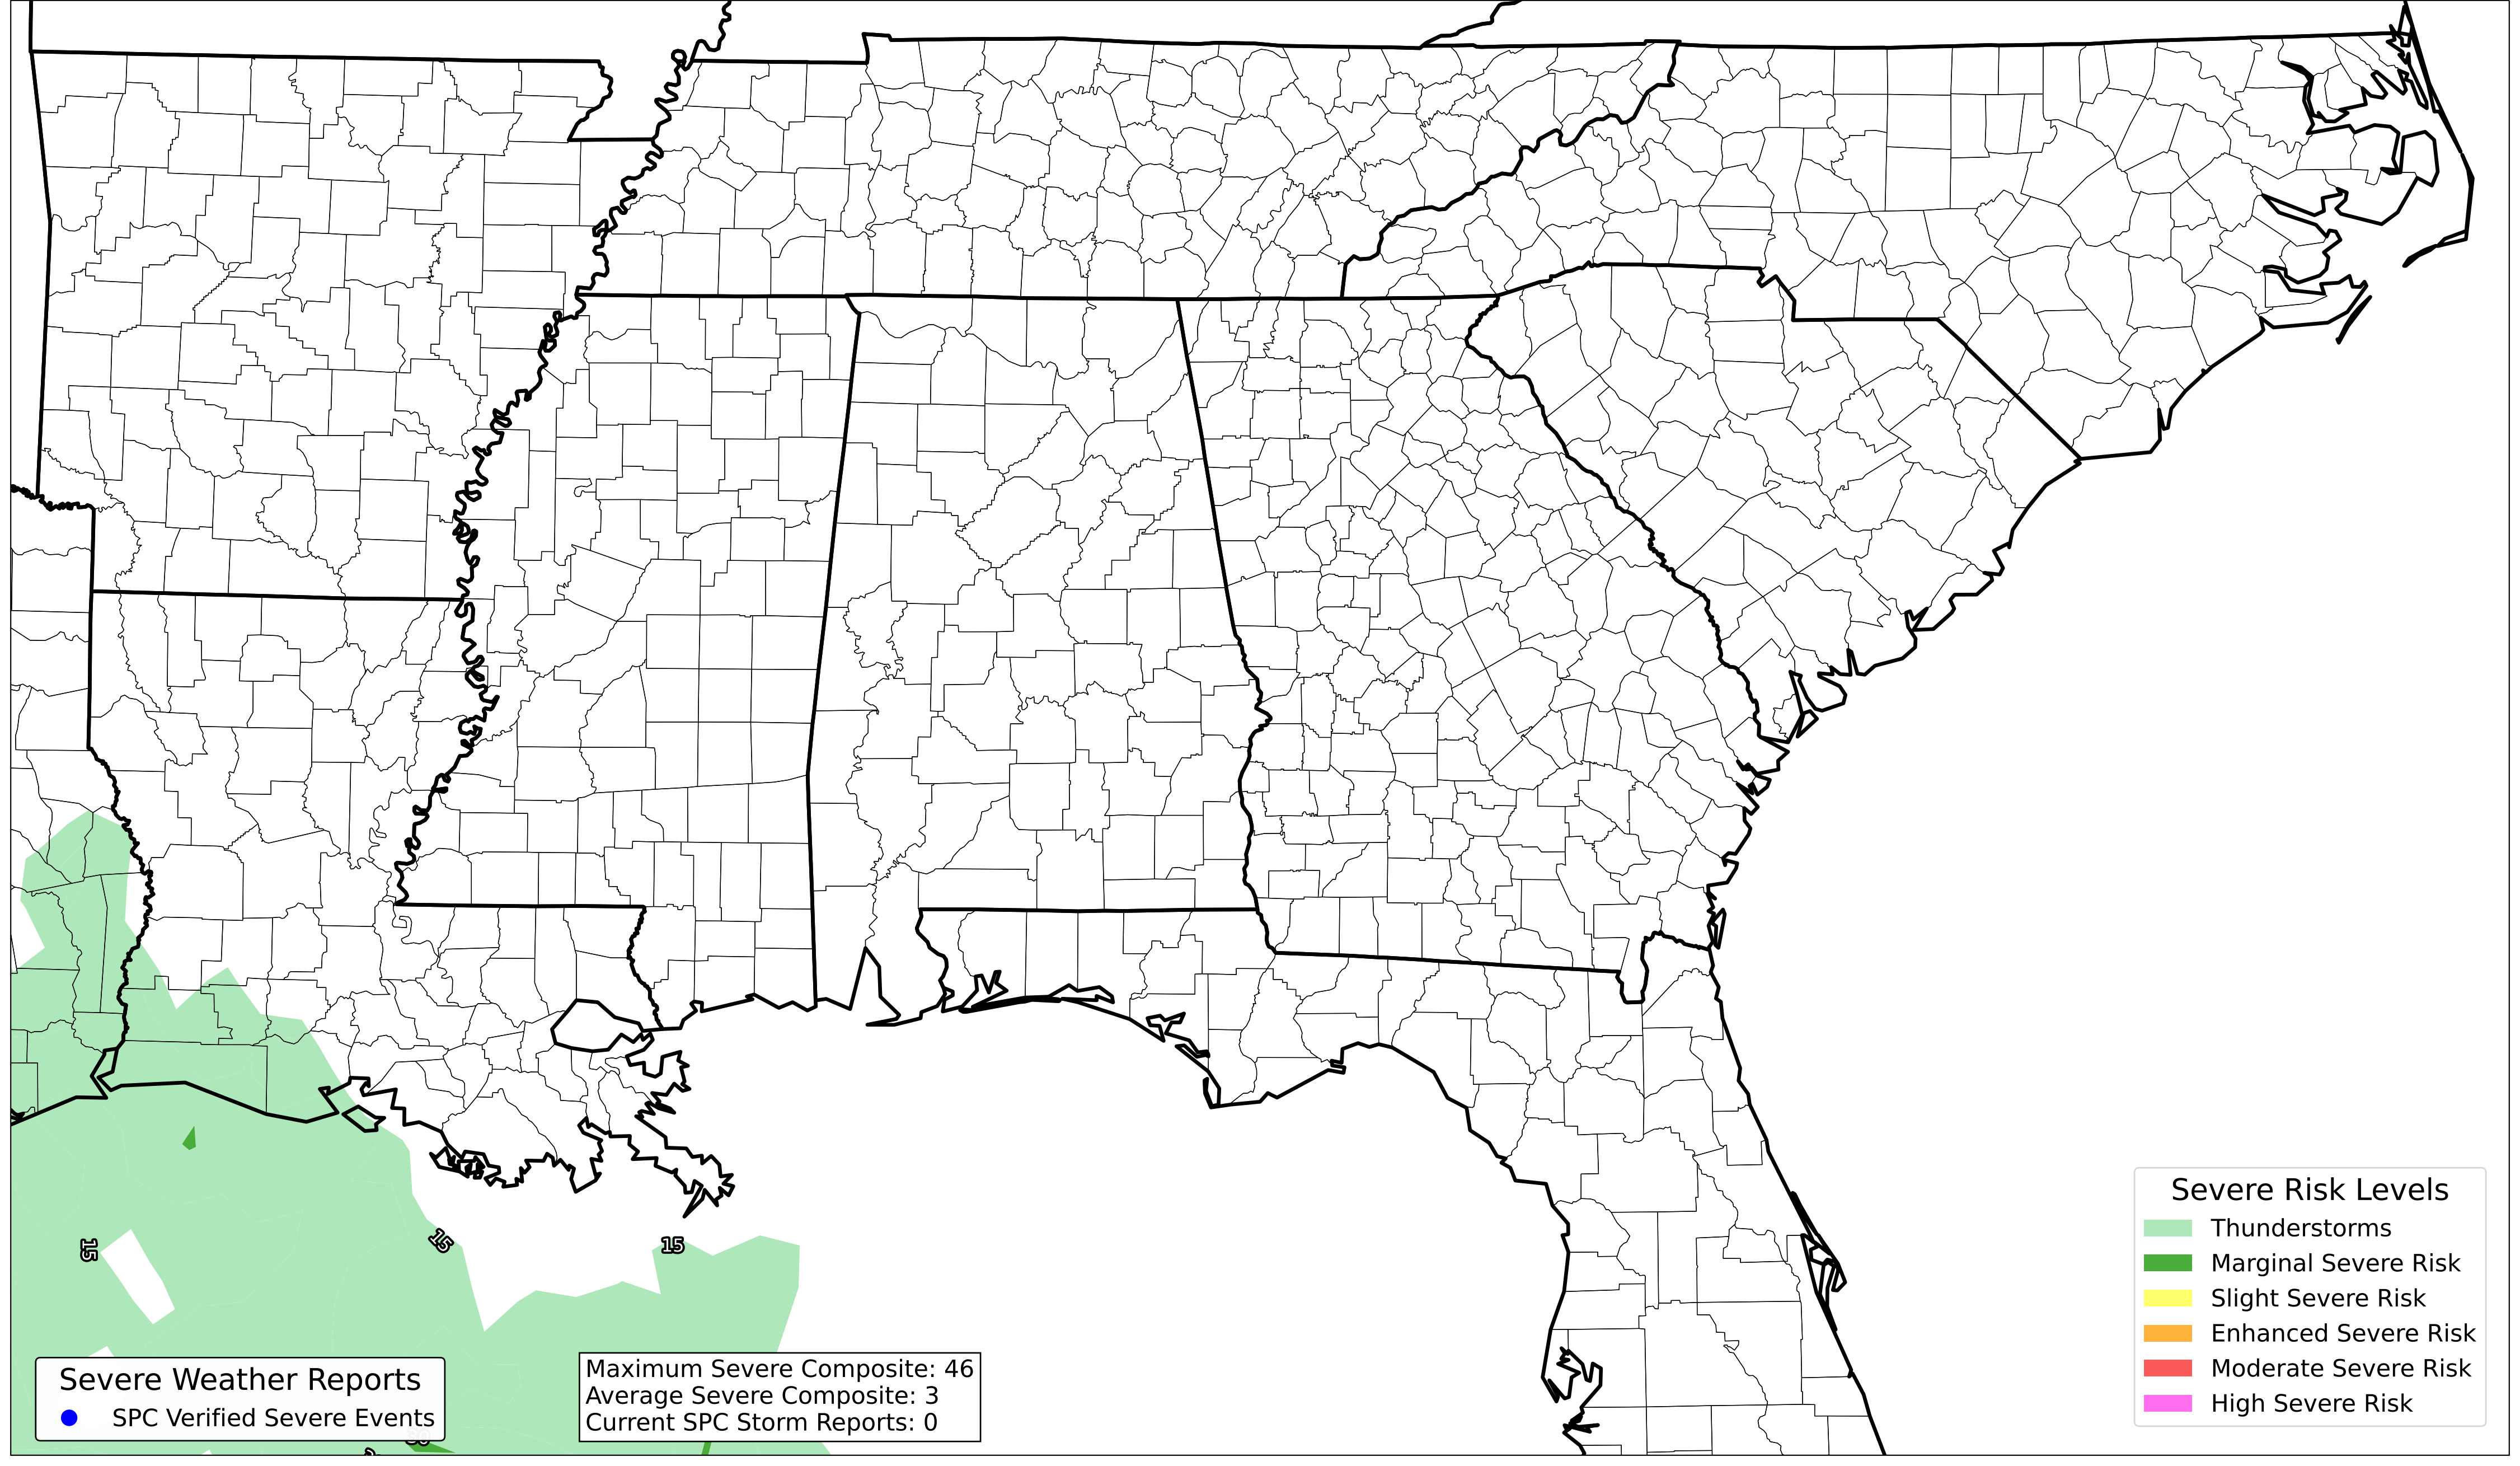 15
15
15
Severe Weather Reports
SPC Verified Severe Events
Maximum Severe Composite: 46
Average Severe Composite: 3
Current SPC Storm Reports: 0
Severe Risk Levels
Thunderstorms
Marginal Severe Risk
Slight Severe Risk
Enhanced Severe Risk
Moderate Severe Risk
High Severe Risk